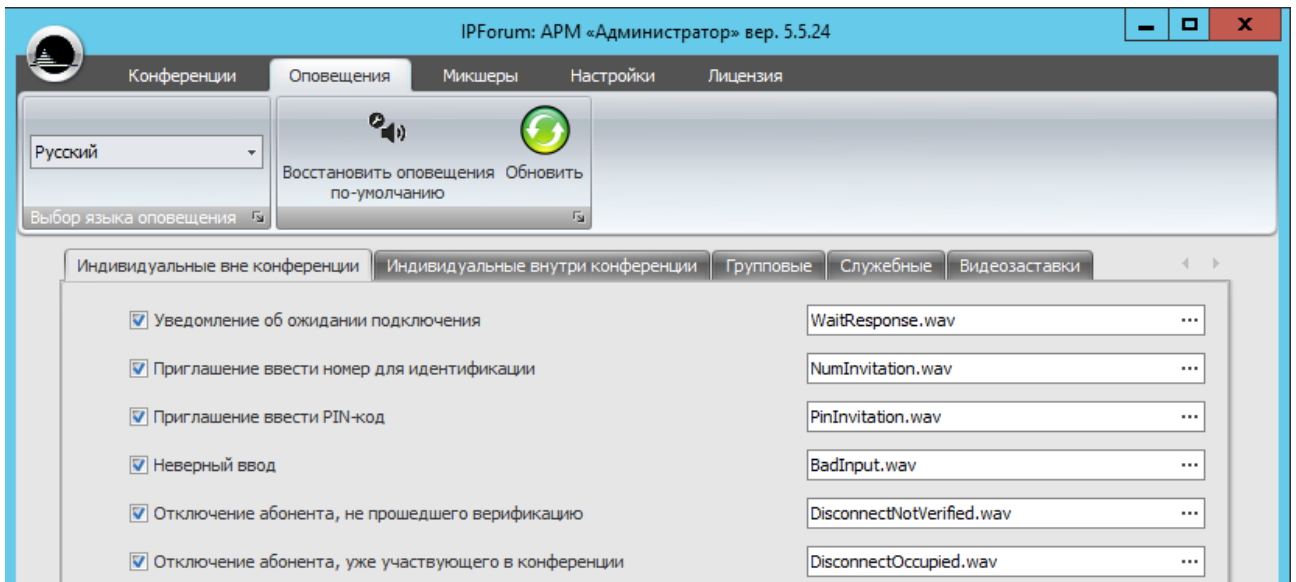 IPForum: АРМ «Администратор» вер. 5.5.24
Конференции Оповещения Микшеры Настройки Лицензия
Русский
Восстановить оповещения по-умолчанию
Обновить
Выбор языка оповещения
Индивидуальные вне конференции Индивидуальные внутри конференции Групповые Служебные Видеозаставки
Уведомление об ожидании подключения WaitResponse.wav ...
Приглашение ввести номер для идентификации NumInvitation.wav ...
Приглашение ввести PIN-код PinInvitation.wav ...
Неверный ввод BadInput.wav ...
Отключение абонента, не прошедшего верификацию DisconnectNotVerified.wav ...
Отключение абонента, уже участвующего в конференции DisconnectOccupied.wav ...